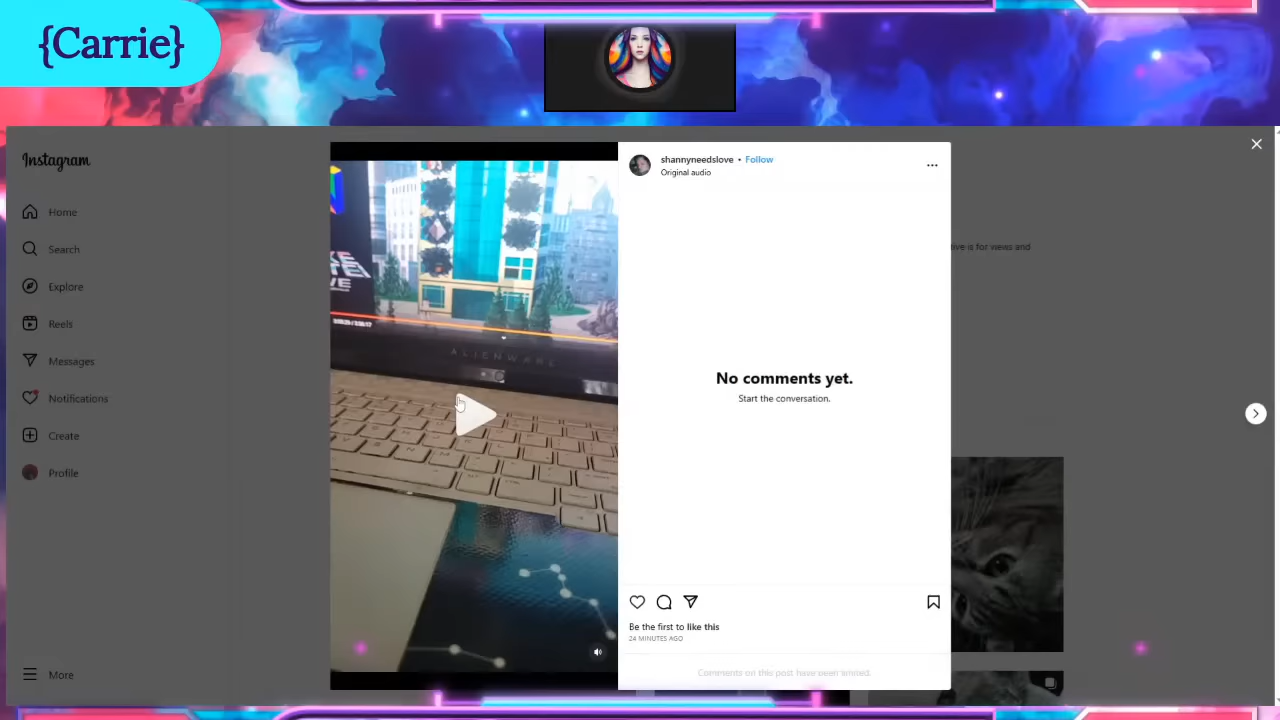 {Carrie}
Instagram
Home
Search
Explore
Reels
Messages
Notifications
Create
Profile
More
ALIENWARE
shannyneedslove • Follow
Original audio
No comments yet.
Start the conversation.
Be the first to like this
24 MINUTES AGO
Comments on this post have been limited.
is for views and